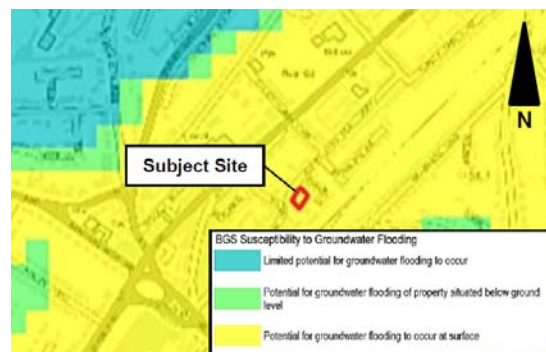 N
Subject Site
BGS Susceptibility to Groundwater Flooding
Limited potential for groundwater flooding to occur
Potential for groundwater flooding of property situated below ground
level
Potential for groundwater flooding to occur at surface